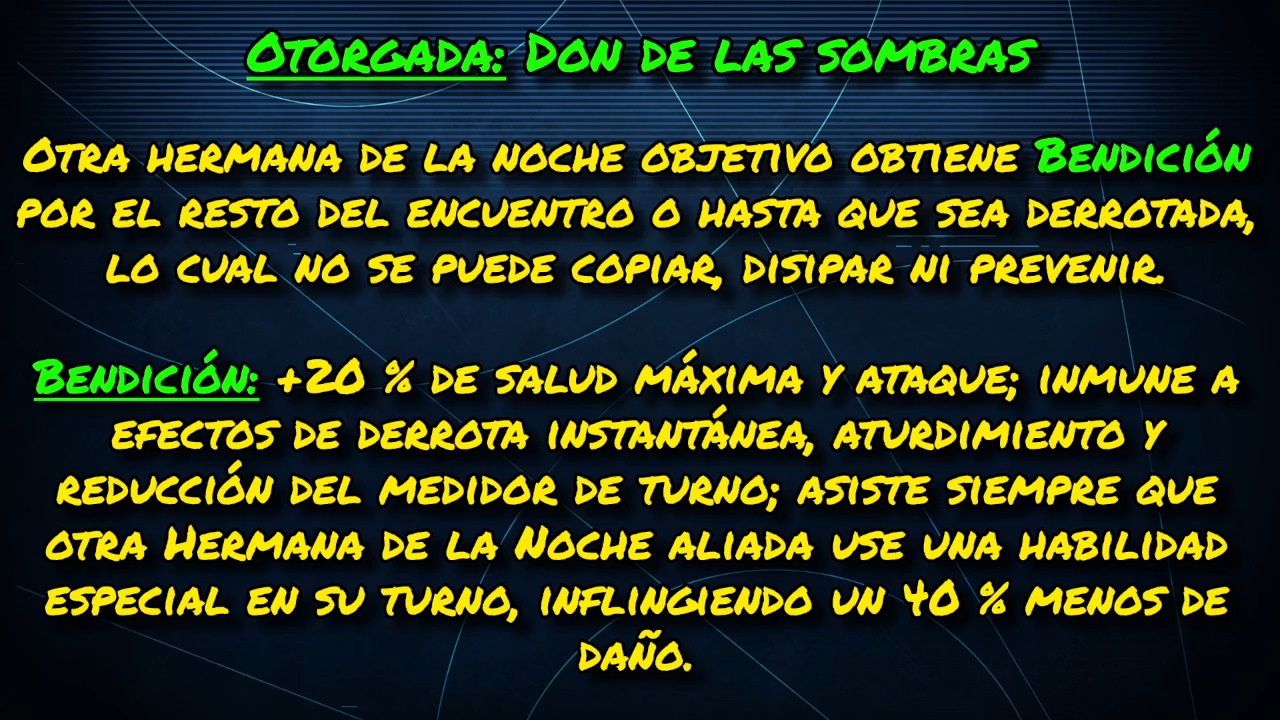 Otorgada: Don de las sombras
Otra hermana de la noche objetivo obtiene Bendición
por el resto del encuentro o hasta que sea derrotada,
lo cual no se puede copiar, disipar ni prevenir.
Bendición: +20 % de salud máxima y ataque; inmune a
efectos de derrota instantánea, aturdimiento y
reducción del medidor de turno; asiste siempre que
otra Hermana de la Noche aliada use una habilidad
especial en su turno, inflingiendo un 40 % menos de
daño.